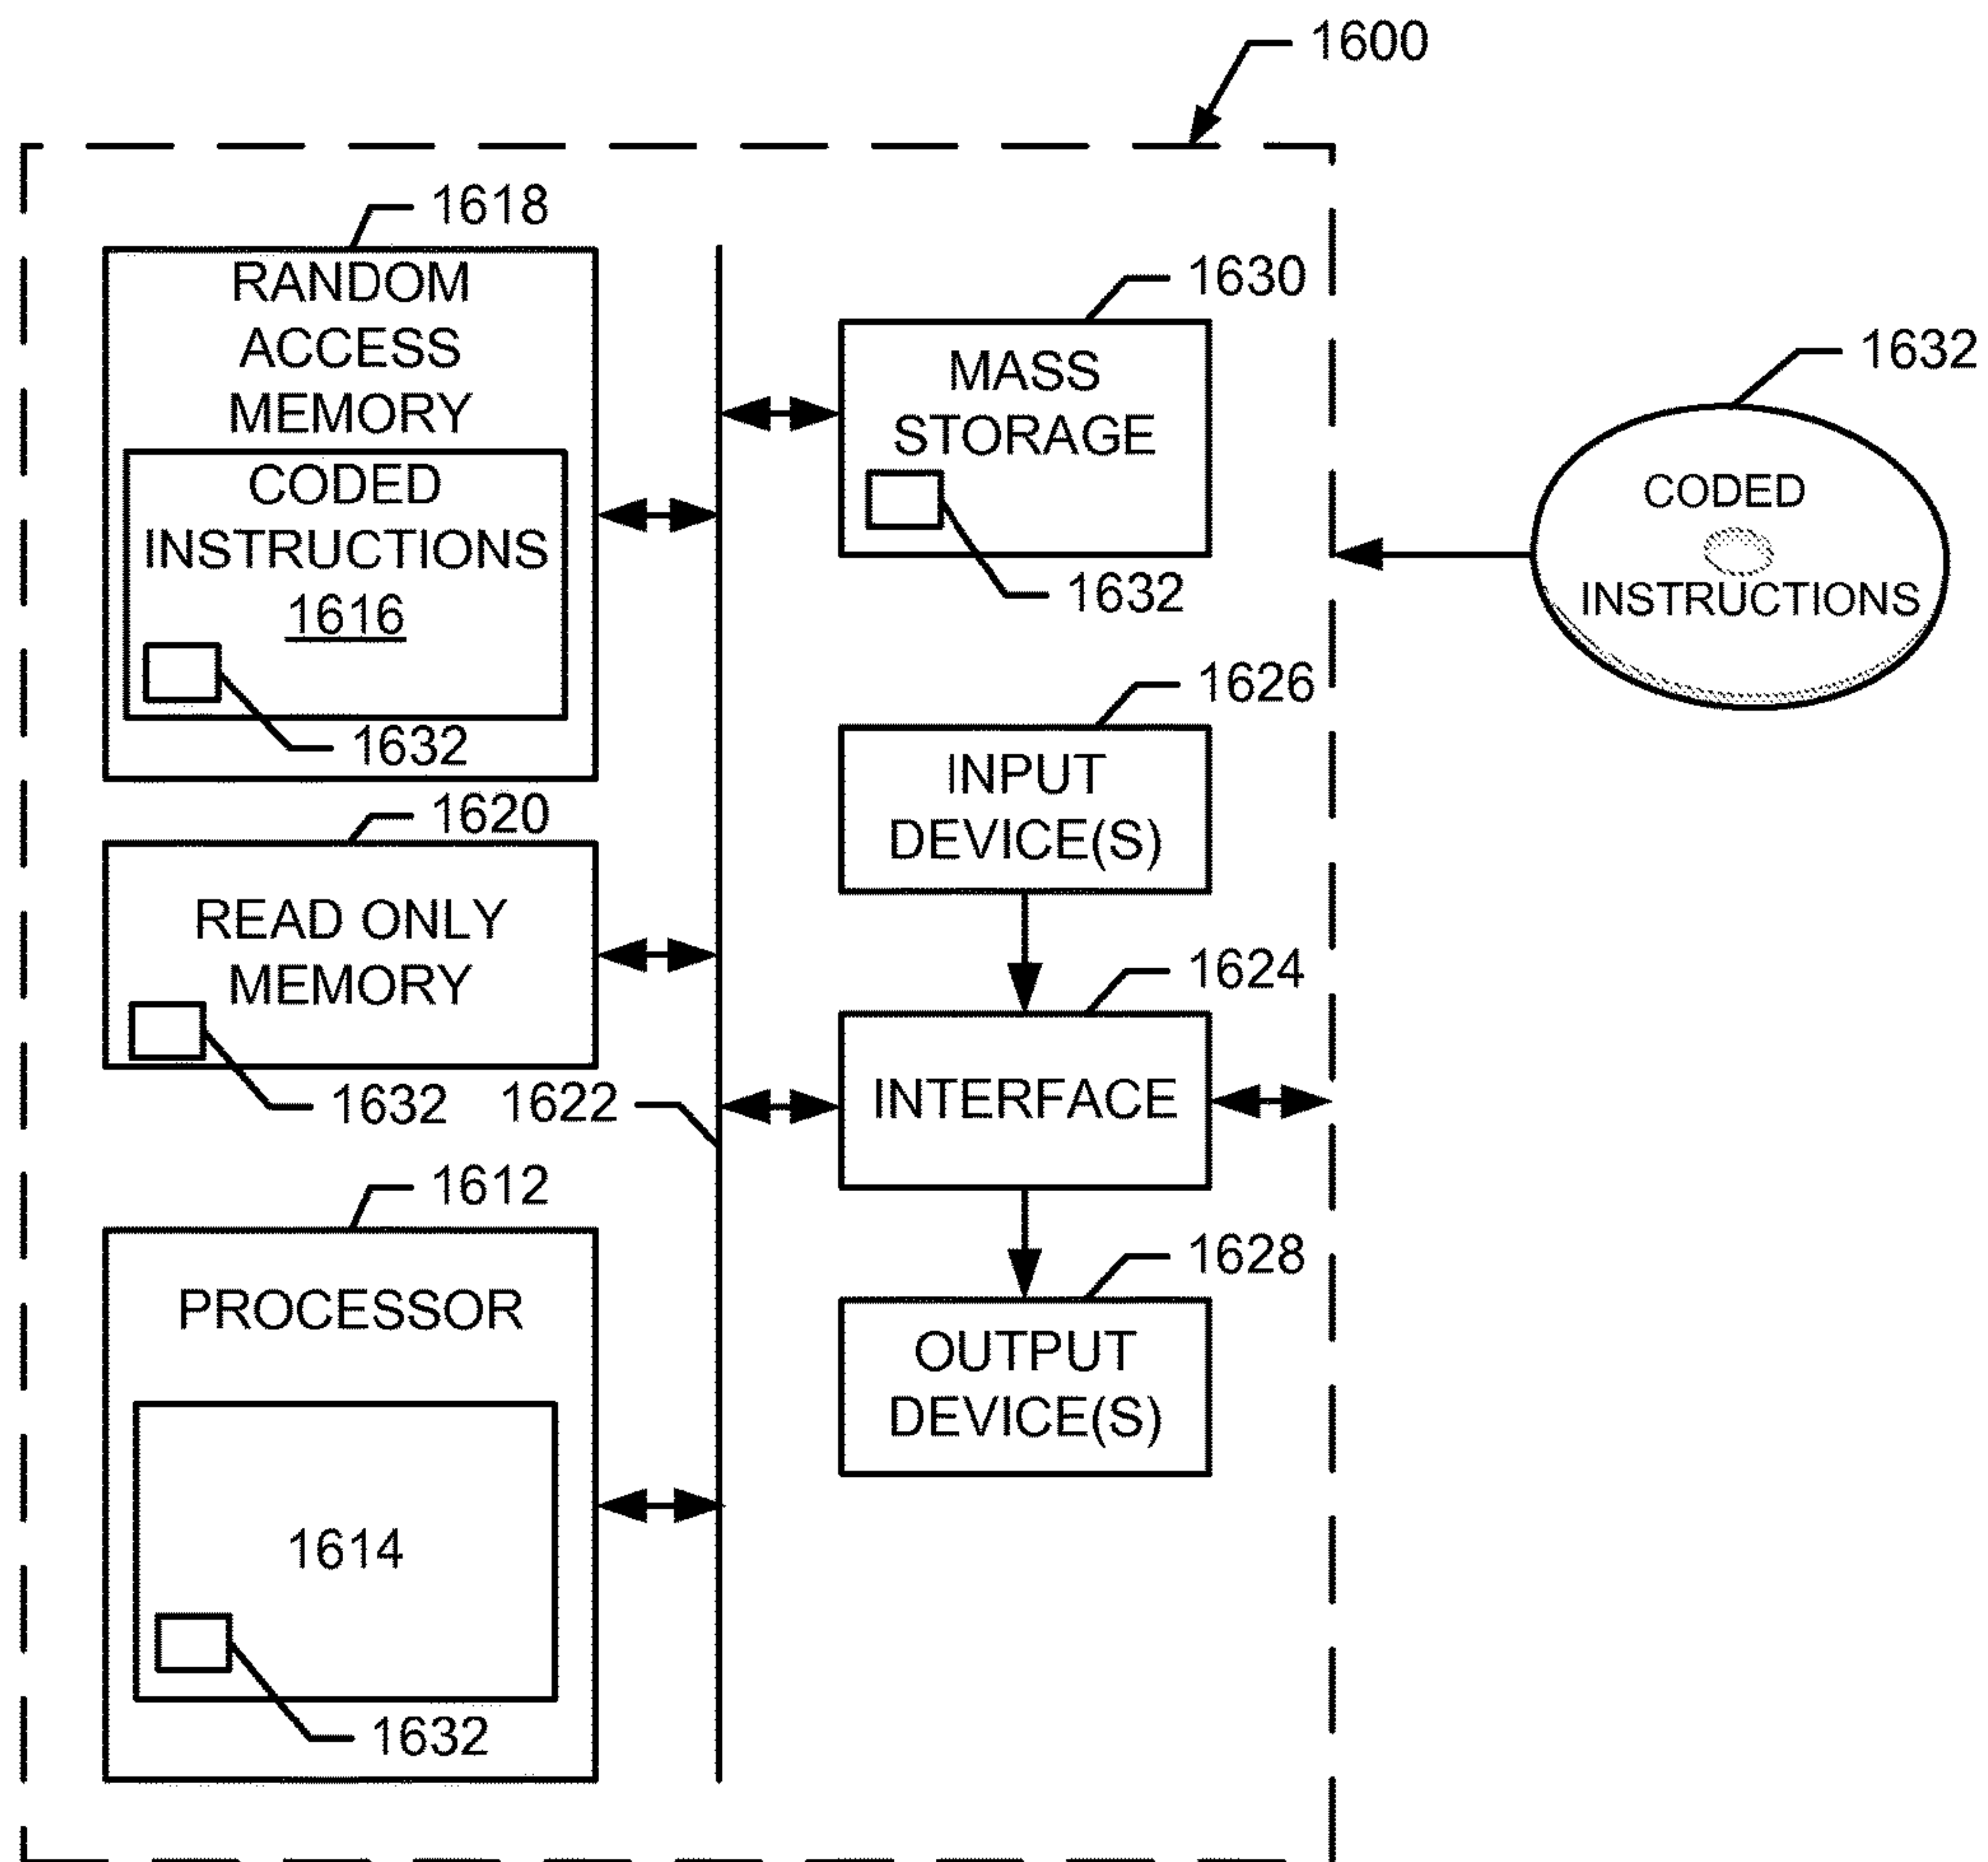 1600
1618
RANDOM
ACCESS
MEMORY
CODED
INSTRUCTIONS
1616
1632
1630
MASS
STORAGE
1632
1632
CODED
INSTRUCTIONS
1620
READ ONLY
MEMORY
1632
1622
1626
INPUT
DEVICE(S)
1624
INTERFACE
1612
PROCESSOR
1614
1632
1628
OUTPUT
DEVICE(S)